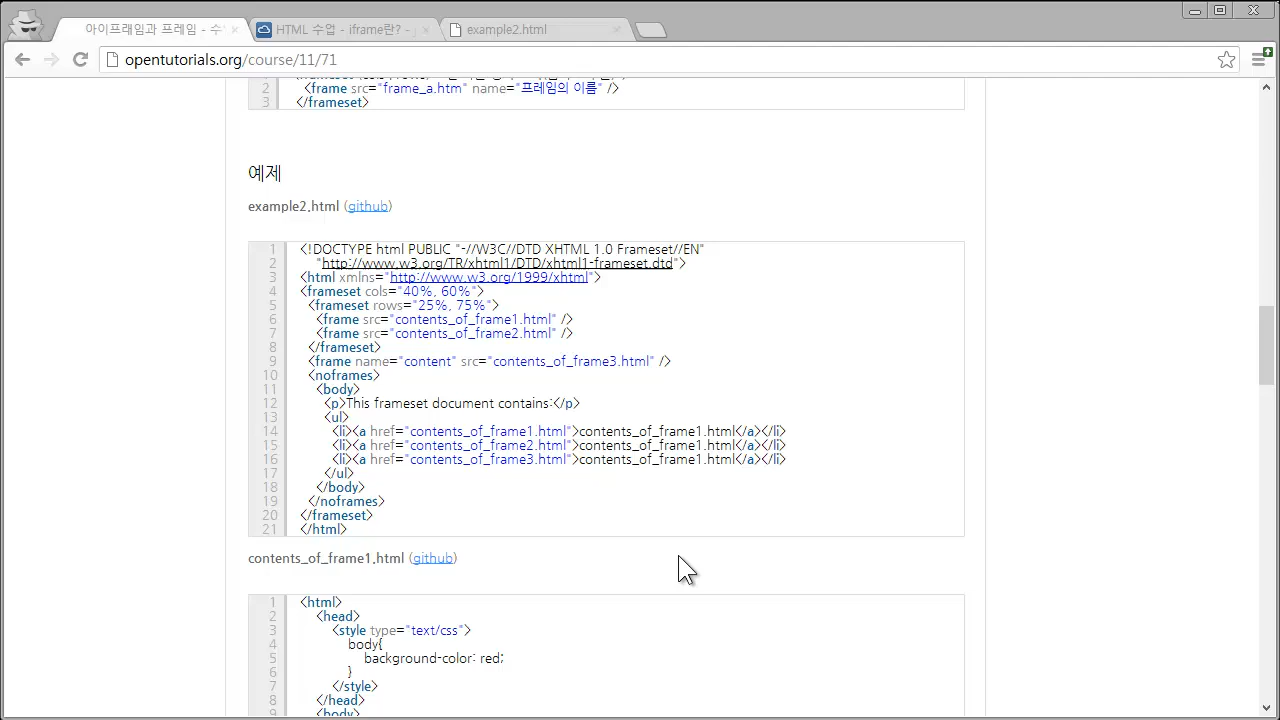 아이프래임과 프레임 - 수
HTML 수업 - iframe란? -
example2.html
opentutorials.org/course/11/71
2 <frame src="frame_a.htm" name="프레임의 이름" />
3 </frameset>
예제
example2.html (github)
1 <!DOCTYPE html PUBLIC "-//W3C//DTD XHTML 1.0 Frameset//EN"
2 "http://www.w3.org/TR/xhtml1/DTD/xhtml1-frameset.dtd">
3 <html xmlns="http://www.w3.org/1999/xhtml">
4 <frameset cols="40%, 60%">
5 <frameset rows="25%, 75%">
6 <frame src="contents_of_frame1.html" />
7 <frame src="contents_of_frame2.html" />
8 </frameset>
9 <frame name="content" src="contents_of_frame3.html" />
10 <noframes>
11 <body>
12 <p>This frameset document contains:</p>
13 <ul>
14 <li><a href="contents_of_frame1.html">contents_of_frame1.html</a></li>
15 <li><a href="contents_of_frame2.html">contents_of_frame1.html</a></li>
16 <li><a href="contents_of_frame3.html">contents_of_frame1.html</a></li>
17 </ul>
18 </body>
19 </noframes>
20 </frameset>
21 </html>
contents_of_frame1.html (github)
1 <html>
2 <head>
3 <style type="text/css">
4 body{
5 background-color: red;
6 }
7 </style>
8 </head>
9 <body>